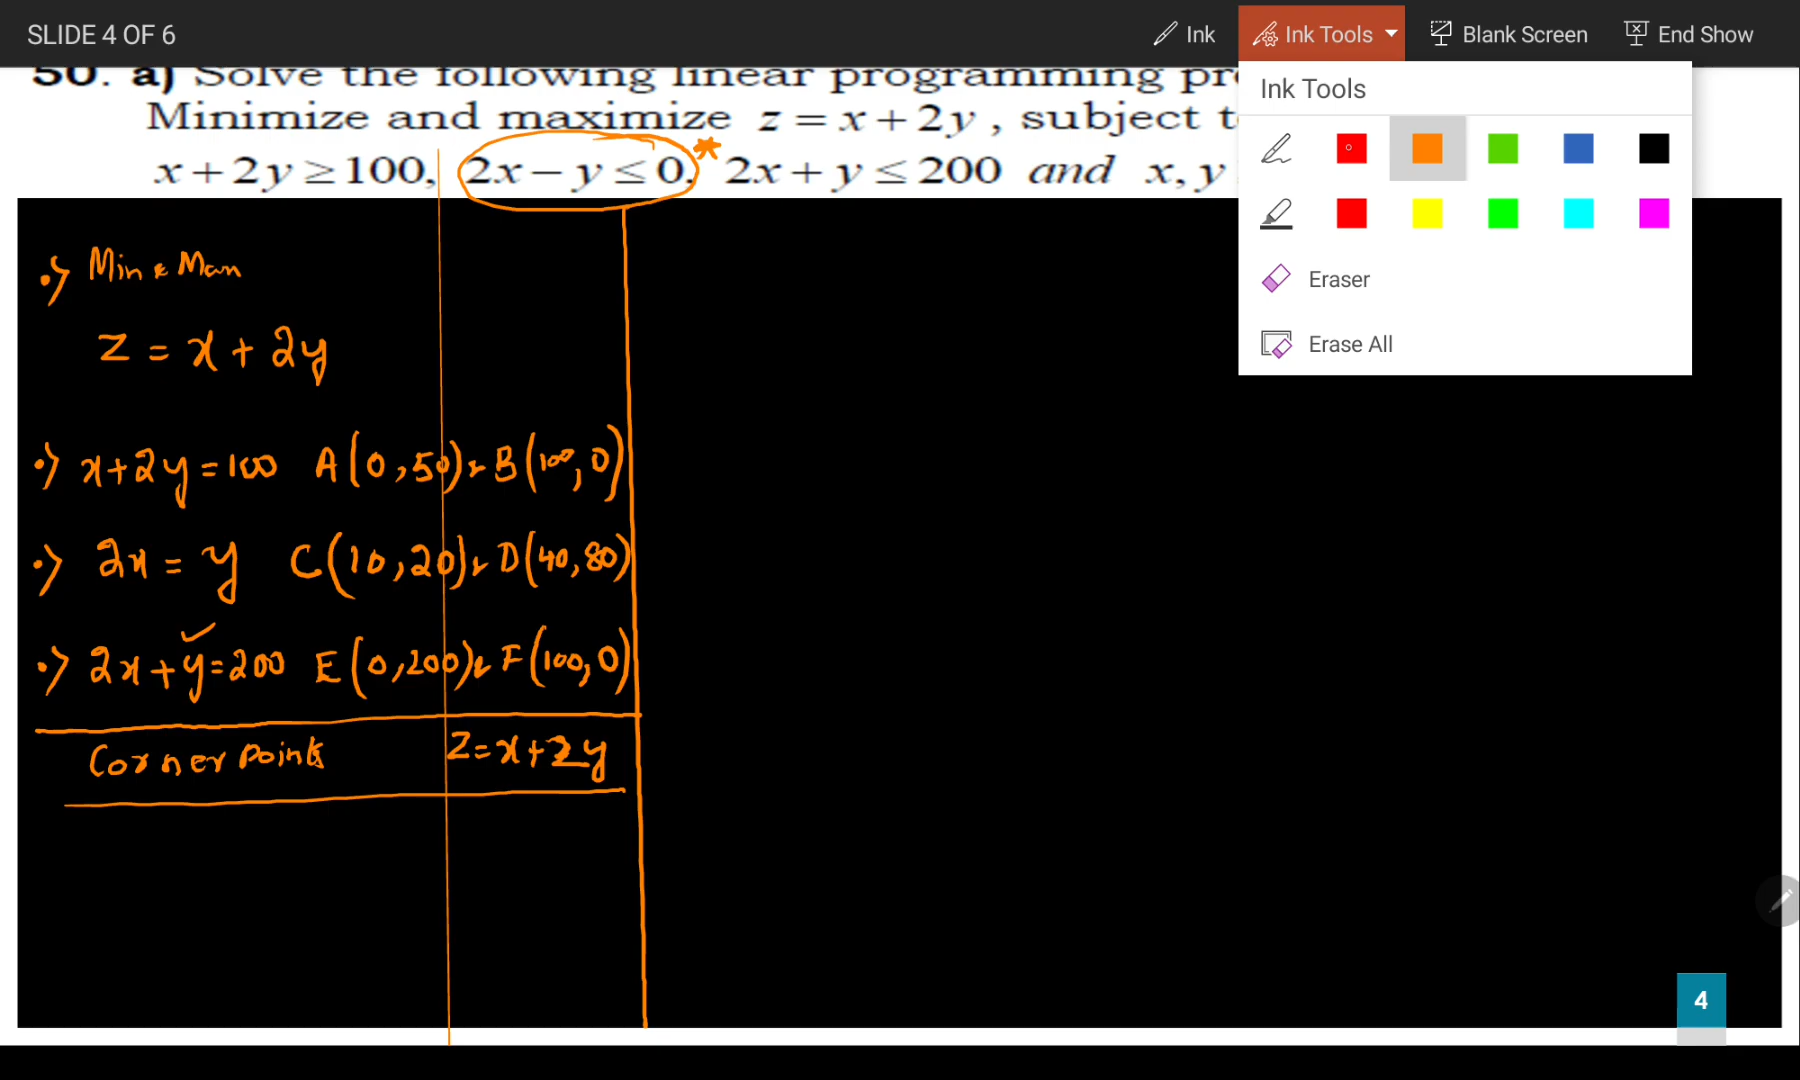 SLIDE 4 OF 6
Ink
Ink Tools
Blank Screen
End Show
50. a) Solve the following linear programming pr
Minimize and maximize z = x + 2y , subject t
x + 2y ≥ 100, 2x − y ≤ 0, 2x + y ≤ 200 and x, y
Ink Tools
Eraser
Erase All
Min & Max
Z = x + 2y
x + 2y = 100 A(0,50) & B(100,0)
2x = y C(10,20) & D(40,80)
2x + y = 200 E(0,200) & F(100,0)
Corner Points Z = x + 2y
4